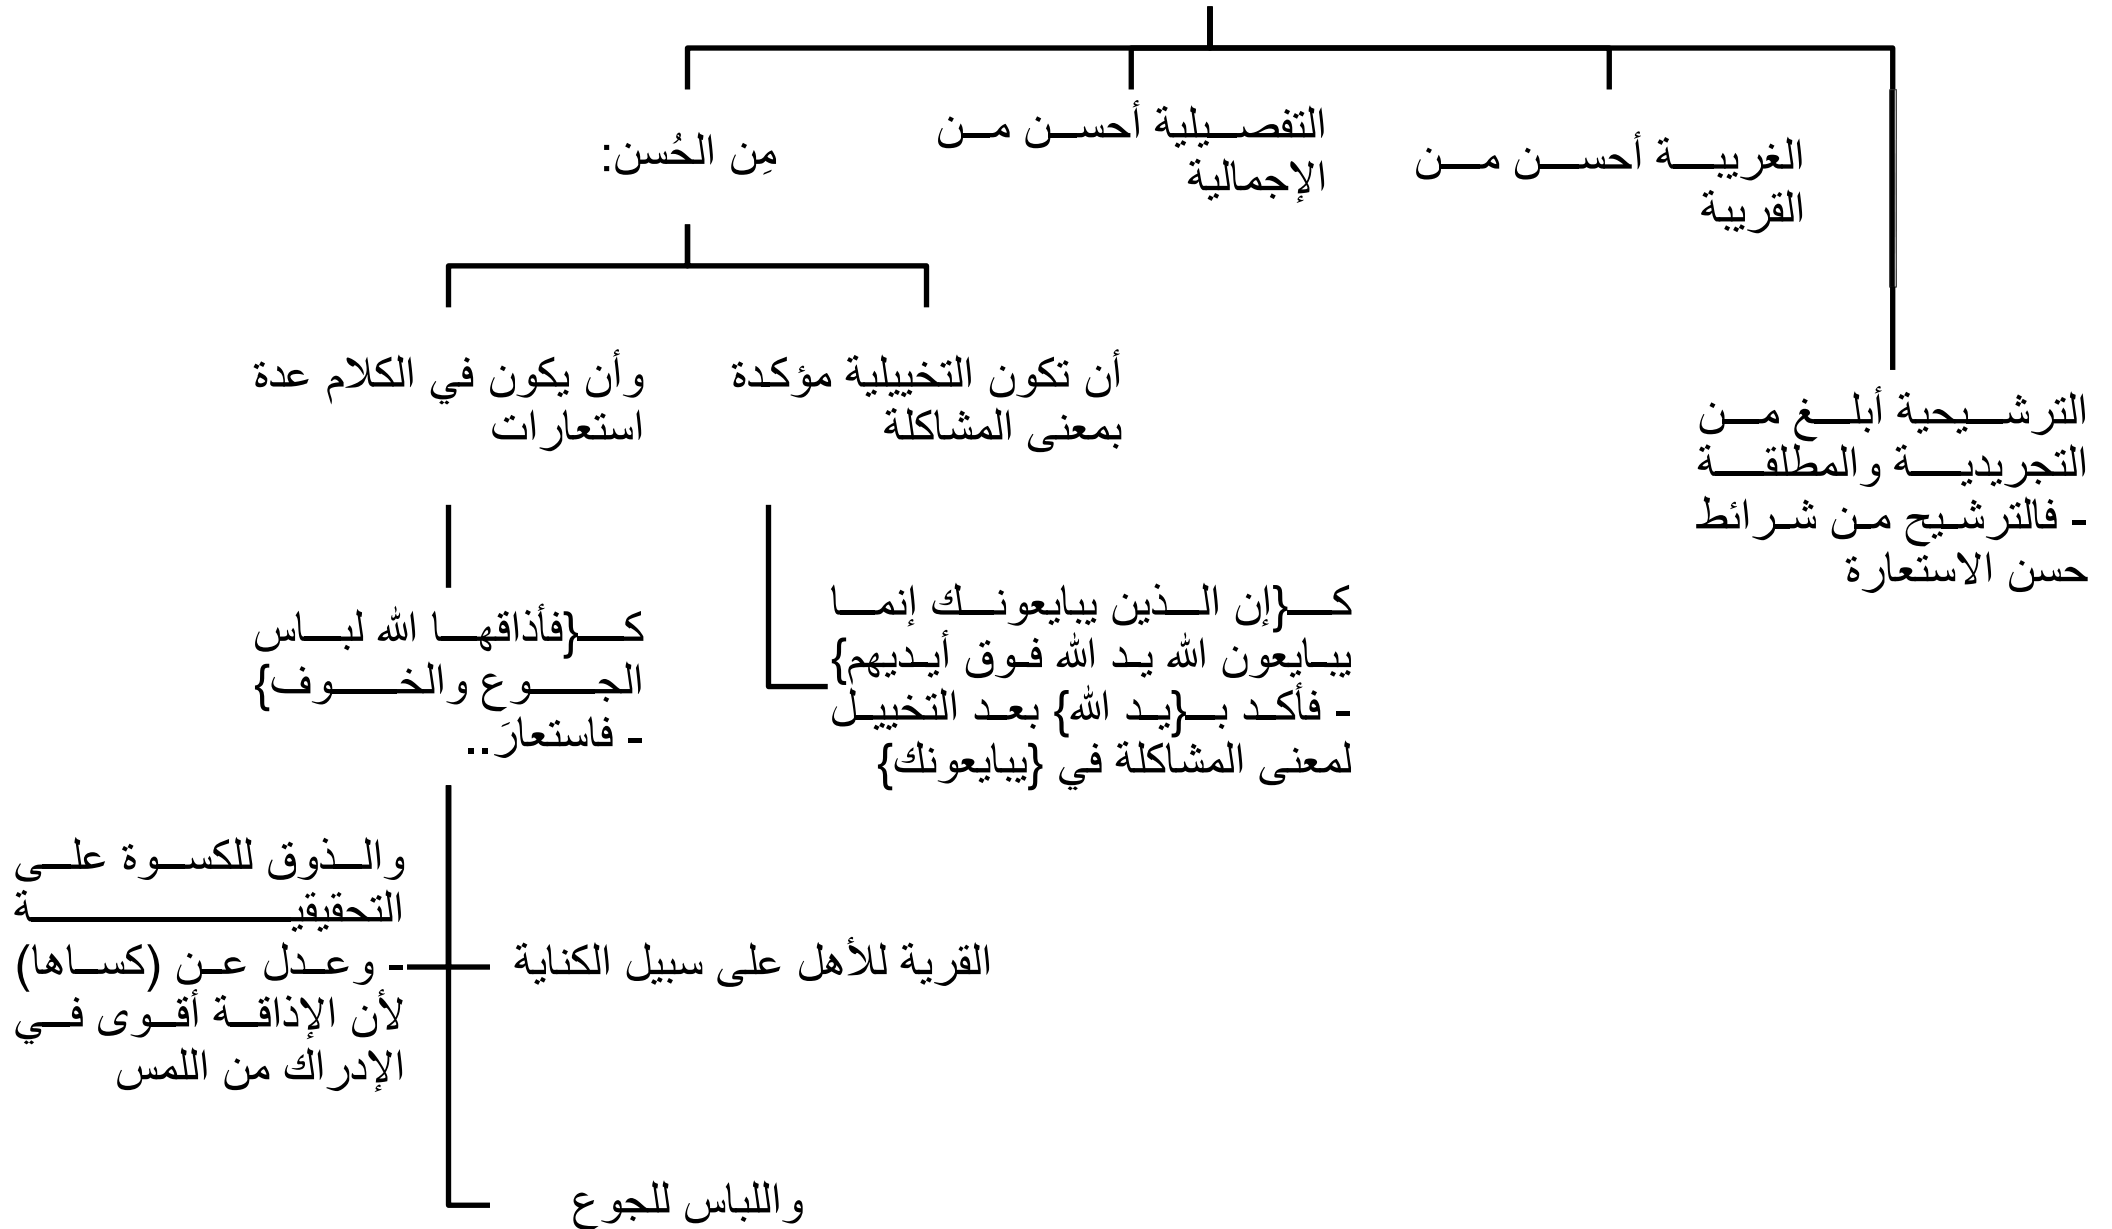 الترشيحية أبلغ من
التجريدية والمطلقة
- فالترشيح من شرائط
حسن الاستعارة
الغريبة أحسن من
القريبة
التفصيلية أحسن من
الإجمالية
مِن الحُسن:
أن تكون التخييلية مؤكدة
بمعنى المشاكلة
كـ{إن الذين يبايعونك إنما
يبايعون الله يد الله فوق أيديهم}
- فأكد بـ{يد الله} بعد التخييل
لمعنى المشاكلة في {يبايعونك}
وأن يكون في الكلام عدة
استعارات
كـ{فأذاقها الله لباس
الجوع والخوف}
- فاستعارَ..
القرية للأهل على سبيل الكناية
والذوق للكسوة على
التحقيقية
- وعدل عن (كساها)
لأن الإذاقة أقوى في
الإدراك من اللمس
واللباس للجوع